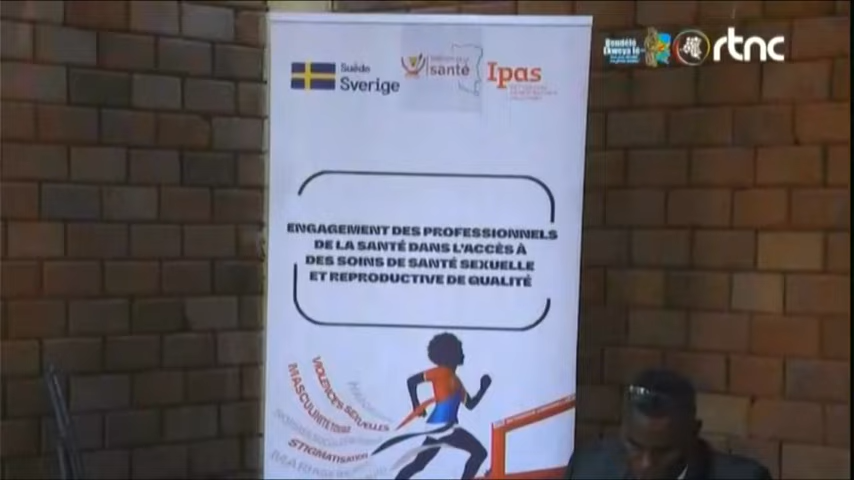 rtnc
Suède
Sverige
santé
Ipas
ENGAGEMENT DES PROFESSIONNELS
DE LA SANTÉ DANS L'ACCÈS À
DES SOINS DE SANTÉ SEXUELLE
ET REPRODUCTIVE DE QUALITÉ
VIOLENCES SEXUELLES
STIGMATISATION